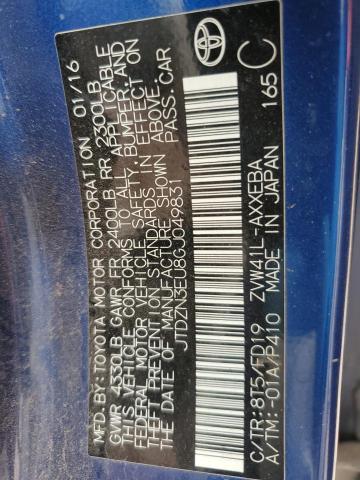 MFD. BY: TOYOTA MOTOR CORPORATION 01/16
GVWR 4530LB GAWR FR 2400LB RR 2300LB
THIS VEHICLE CONFORMS TO ALL APPLICABLE
FEDERAL MOTOR VEHICLE SAFETY, BUMPER, AND
THEFT PREVENTION STANDARDS IN EFFECT ON
THE DATE OF MANUFACTURE SHOWN ABOVE.
JTDZN3EU8GJ049831 PASS.CAR
C/TR:8T5/FD19 ZVW41L-AXXEBA
A/TM:-01A/P410 MADE IN JAPAN 165
C
TOYOTA